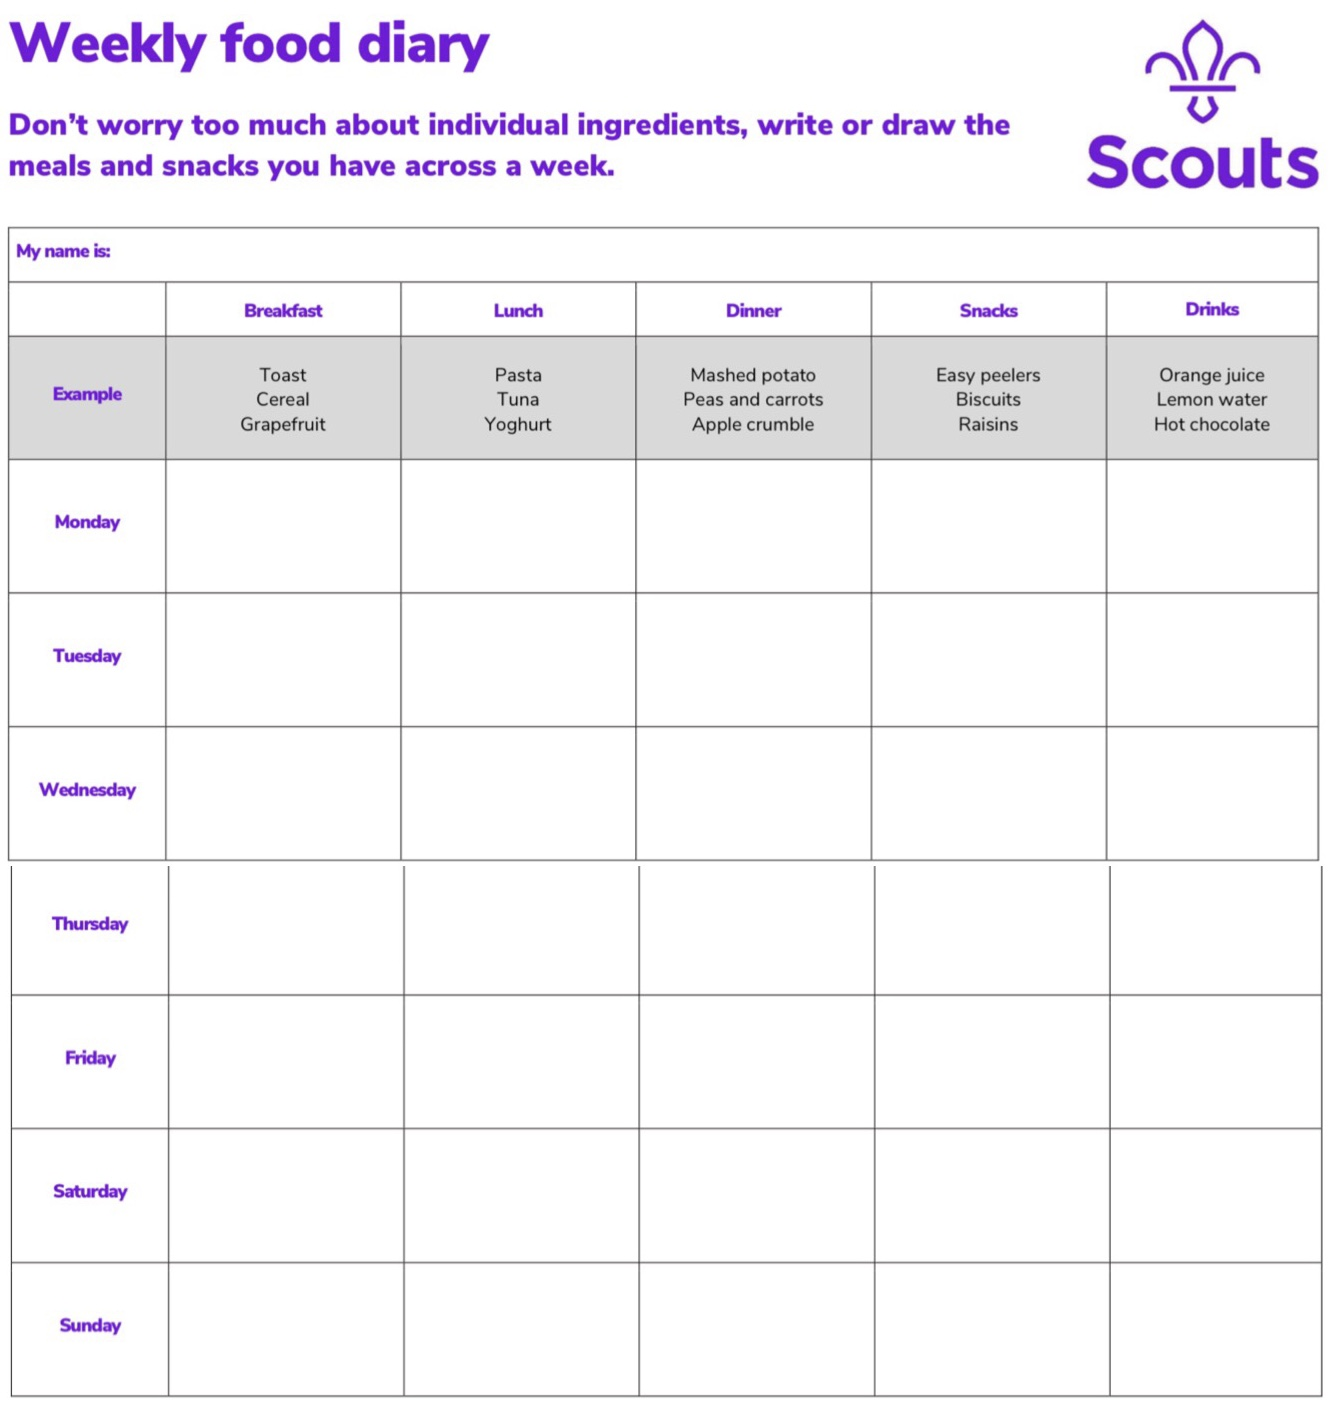 Weekly food diary
Don't worry too much about individual ingredients, write or draw the
meals and snacks you have across a week.
Scouts
My name is:
Breakfast Lunch Dinner Snacks Drinks
Example
Toast Pasta Mashed potato Easy peelers Orange juice
Cereal Tuna Peas and carrots Biscuits Lemon water
Grapefruit Yoghurt Apple crumble Raisins Hot chocolate
Monday
Tuesday
Wednesday
Thursday
Friday
Saturday
Sunday